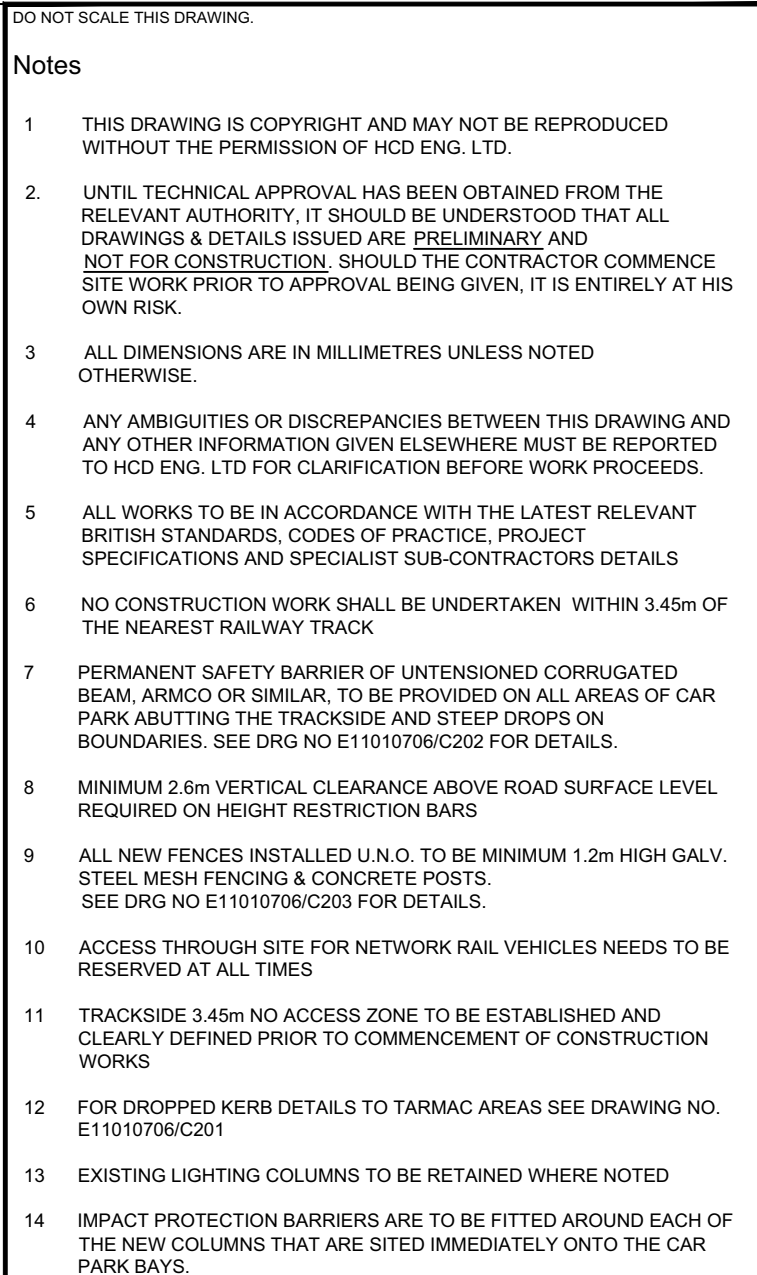 DO NOT SCALE THIS DRAWING.
Notes
1 THIS DRAWING IS COPYRIGHT AND MAY NOT BE REPRODUCED
WITHOUT THE PERMISSION OF HCD ENG. LTD.
2. UNTIL TECHNICAL APPROVAL HAS BEEN OBTAINED FROM THE
RELEVANT AUTHORITY, IT SHOULD BE UNDERSTOOD THAT ALL
DRAWINGS & DETAILS ISSUED ARE PRELIMINARY AND
NOT FOR CONSTRUCTION. SHOULD THE CONTRACTOR COMMENCE
SITE WORK PRIOR TO APPROVAL BEING GIVEN, IT IS ENTIRELY AT HIS
OWN RISK.
3 ALL DIMENSIONS ARE IN MILLIMETRES UNLESS NOTED
OTHERWISE.
4 ANY AMBIGUITIES OR DISCREPANCIES BETWEEN THIS DRAWING AND
ANY OTHER INFORMATION GIVEN ELSEWHERE MUST BE REPORTED
TO HCD ENG. LTD FOR CLARIFICATION BEFORE WORK PROCEEDS.
5 ALL WORKS TO BE IN ACCORDANCE WITH THE LATEST RELEVANT
BRITISH STANDARDS, CODES OF PRACTICE, PROJECT
SPECIFICATIONS AND SPECIALIST SUB-CONTRACTORS DETAILS
6 NO CONSTRUCTION WORK SHALL BE UNDERTAKEN WITHIN 3.45m OF
THE NEAREST RAILWAY TRACK
7 PERMANENT SAFETY BARRIER OF UNTENSIONED CORRUGATED
BEAM, ARMCO OR SIMILAR, TO BE PROVIDED ON ALL AREAS OF CAR
PARK ABUTTING THE TRACKSIDE AND STEEP DROPS ON
BOUNDARIES. SEE DRG NO E11010706/C202 FOR DETAILS.
8 MINIMUM 2.6m VERTICAL CLEARANCE ABOVE ROAD SURFACE LEVEL
REQUIRED ON HEIGHT RESTRICTION BARS
9 ALL NEW FENCES INSTALLED U.N.O. TO BE MINIMUM 1.2m HIGH GALV.
STEEL MESH FENCING & CONCRETE POSTS.
SEE DRG NO E11010706/C203 FOR DETAILS.
10 ACCESS THROUGH SITE FOR NETWORK RAIL VEHICLES NEEDS TO BE
RESERVED AT ALL TIMES
11 TRACKSIDE 3.45m NO ACCESS ZONE TO BE ESTABLISHED AND
CLEARLY DEFINED PRIOR TO COMMENCEMENT OF CONSTRUCTION
WORKS
12 FOR DROPPED KERB DETAILS TO TARMAC AREAS SEE DRAWING NO.
E11010706/C201
13 EXISTING LIGHTING COLUMNS TO BE RETAINED WHERE NOTED
14 IMPACT PROTECTION BARRIERS ARE TO BE FITTED AROUND EACH OF
THE NEW COLUMNS THAT ARE SITED IMMEDIATELY ONTO THE CAR
PARK BAYS.